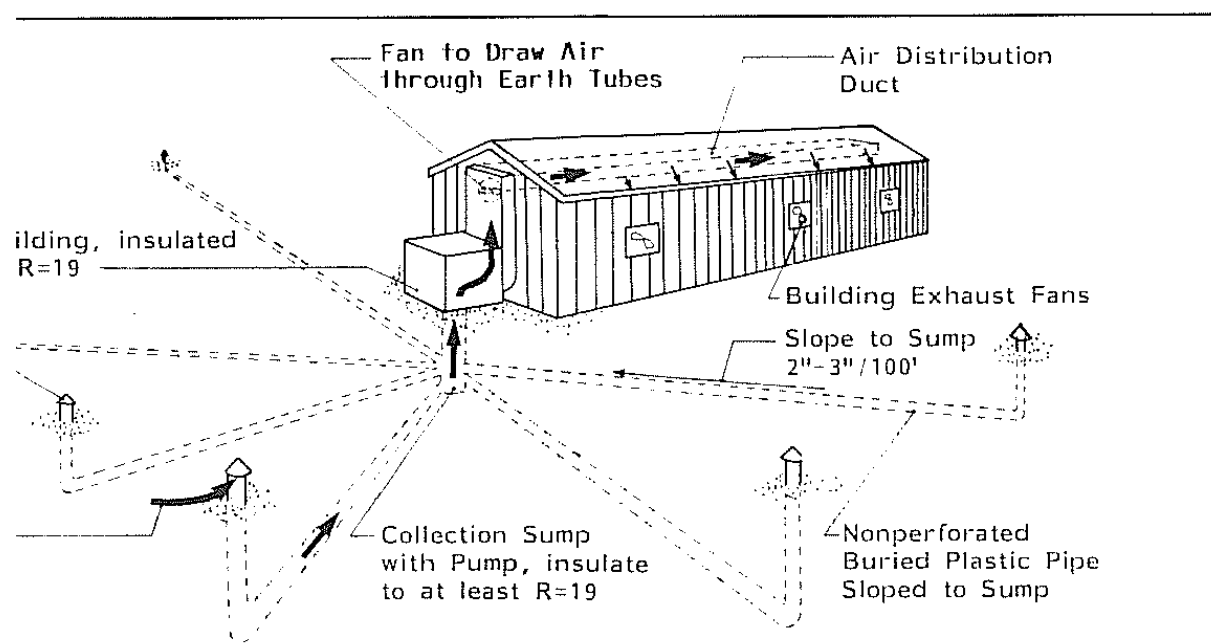 Fan to Draw Air
through Earth Tubes
Air Distribution
Duct
ilding, insulated
R=19
Building Exhaust Fans
Slope to Sump
2"-3"/100'
Collection Sump
with Pump, insulate
to at least R=19
Nonperforated
Buried Plastic Pipe
Sloped to Sump